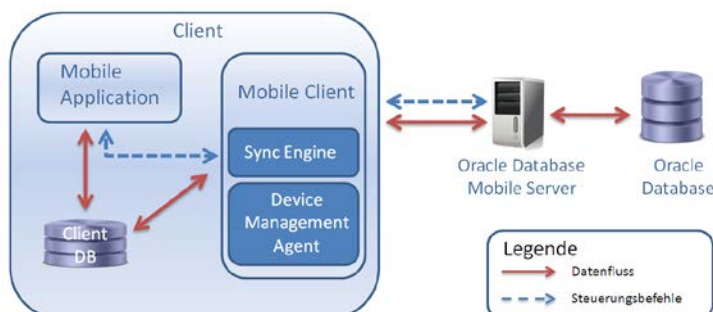 Client
Mobile
Application
Mobile Client
Sync Engine
Device
Management
Agent
Client
DB
Oracle Database
Mobile Server
Oracle
Database
Legende
Datenfluss
Steuerungsbefehle